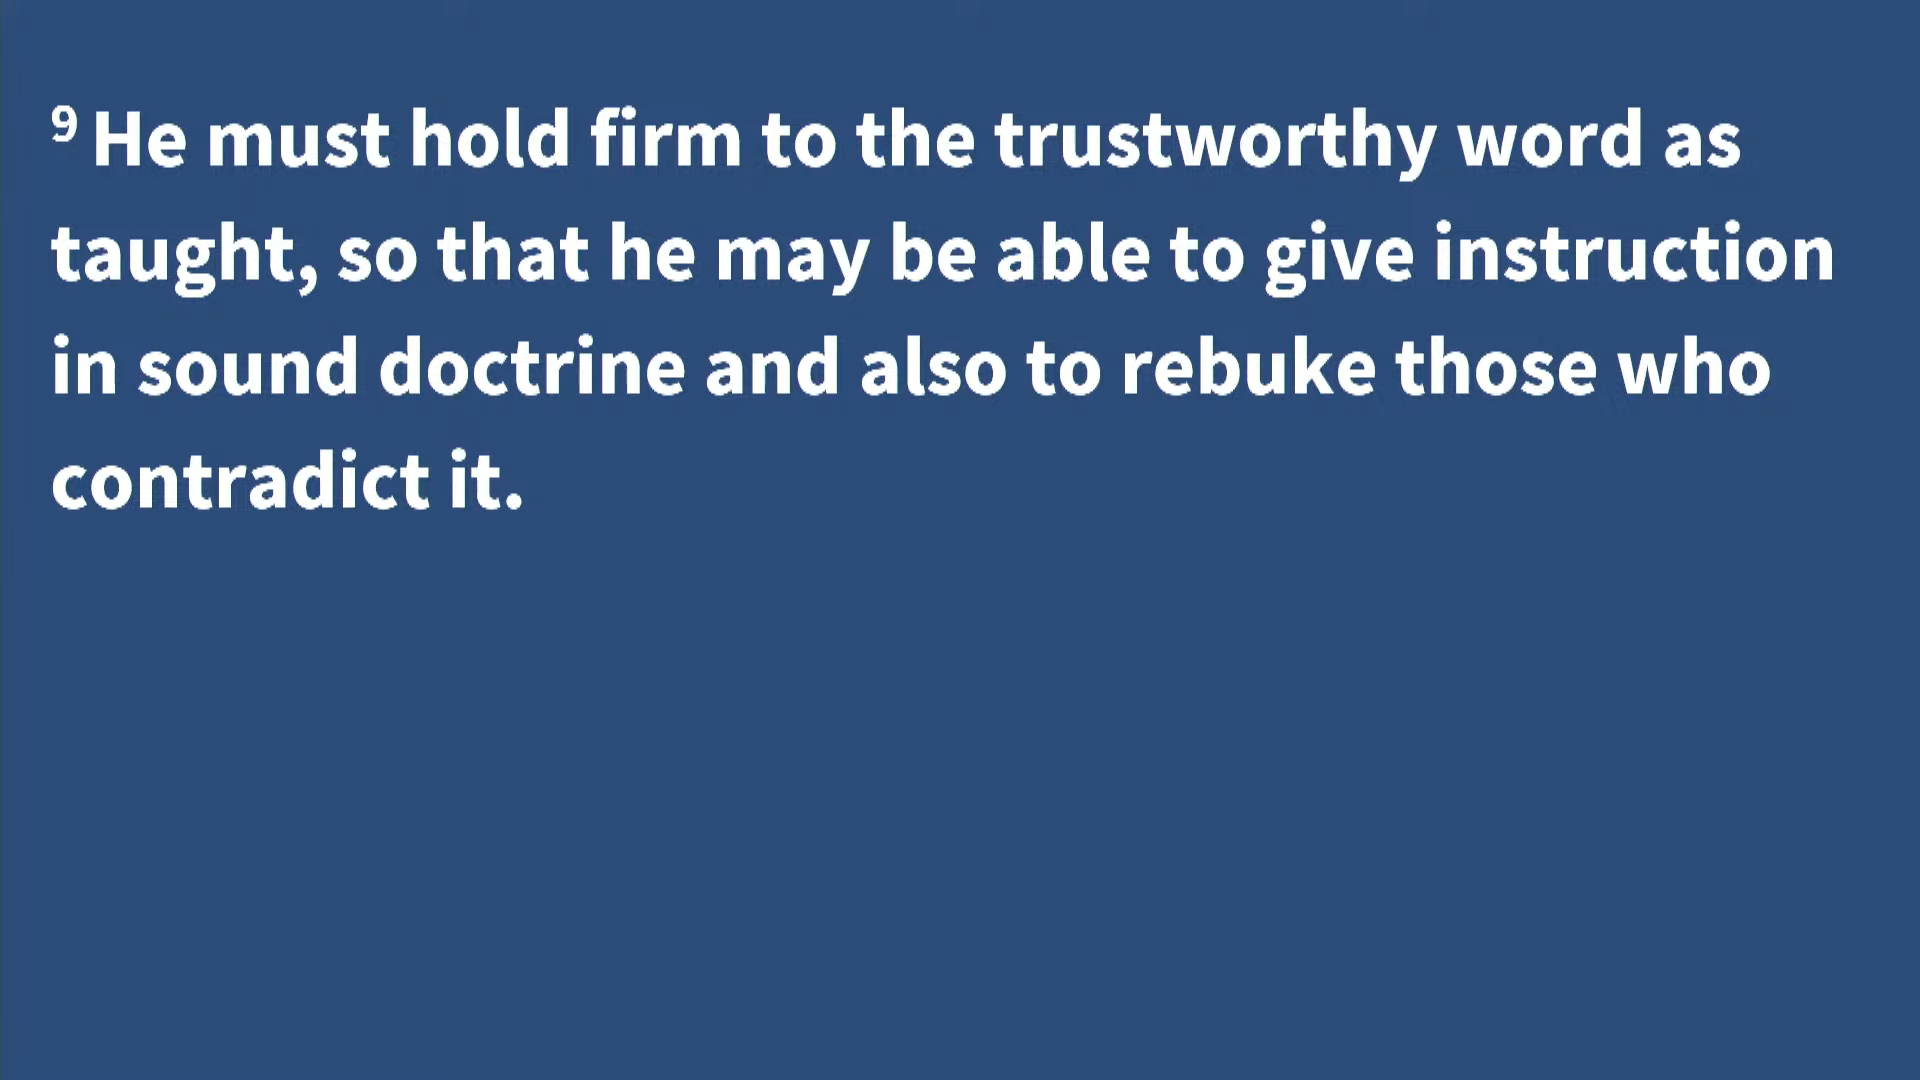 ⁹ He must hold firm to the trustworthy word as
taught, so that he may be able to give instruction
in sound doctrine and also to rebuke those who
contradict it.